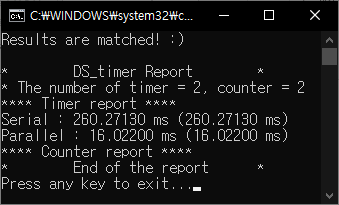 C:₩WINDOWS₩system32₩c...
Results are matched! :)
*        DS_timer Report        *
* The number of timer = 2, counter = 2
**** Timer report ****
Serial : 260.27130 ms (260.27130 ms)
Parallel : 16.02200 ms (16.02200 ms)
**** Counter report ****
*        End of the report      *
Press any key to exit...